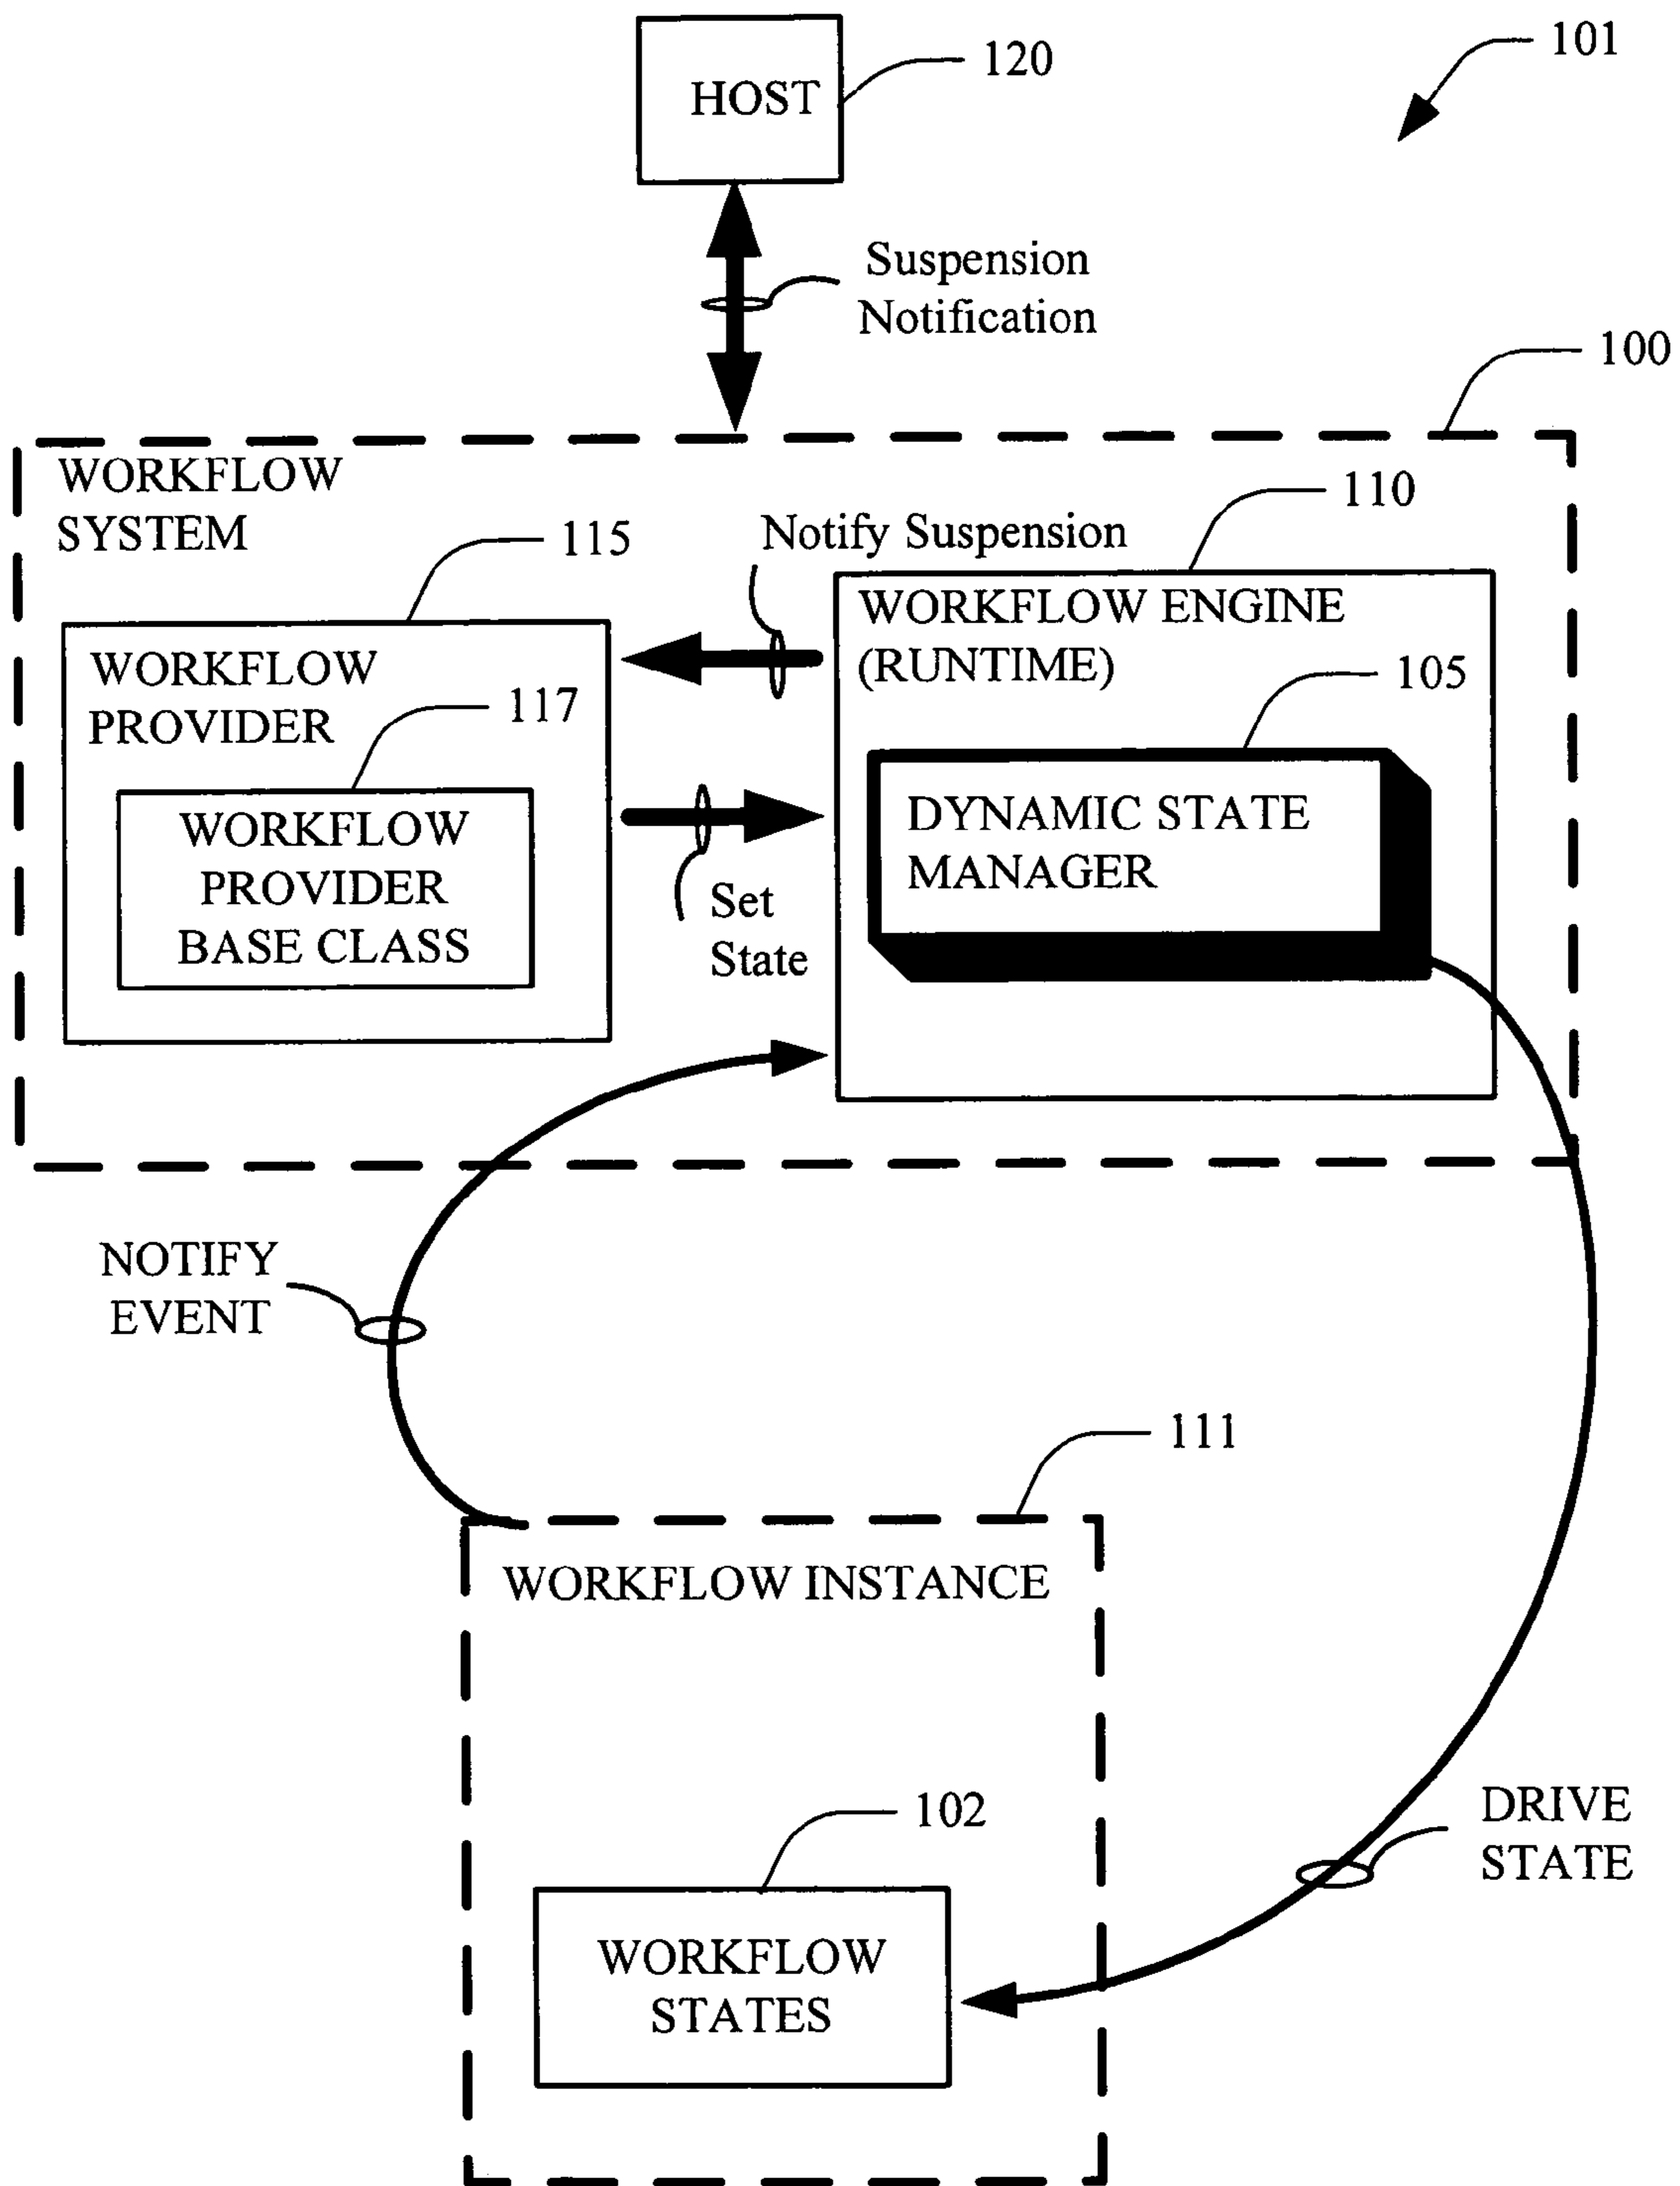 HOST
120
101
Suspension
Notification
100
WORKFLOW
SYSTEM
115
Notify Suspension
110
WORKFLOW ENGINE
(RUNTIME)
105
WORKFLOW
PROVIDER
117
DYNAMIC STATE
MANAGER
WORKFLOW
PROVIDER
BASE CLASS
Set
State
NOTIFY
EVENT
111
WORKFLOW INSTANCE
102
DRIVE
STATE
WORKFLOW
STATES